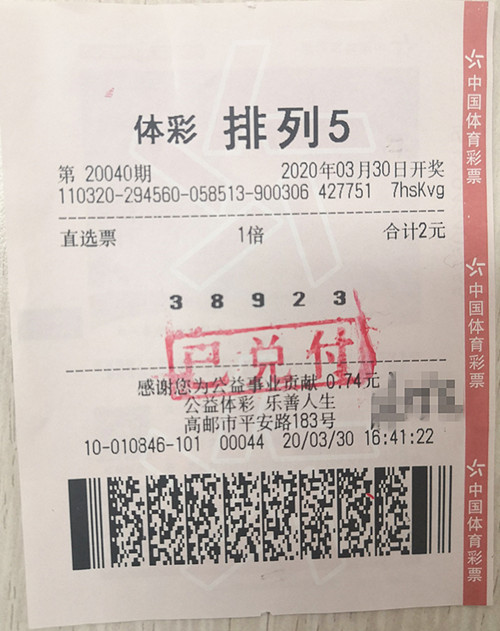 体彩 排列5
第 20040期 2020年03月30日开奖
110320-294560-058513-900306 427751 7hsKvg
直选票 1倍 合计2元
3 8 9 2 3
已兑付
感谢您为公益事业贡献 0.74元
公益体彩 乐善人生
高邮市平安路183号
10-010846-101 00044 20/03/30 16:41:22
中国体育彩票
中国体育彩票
中国体育彩票